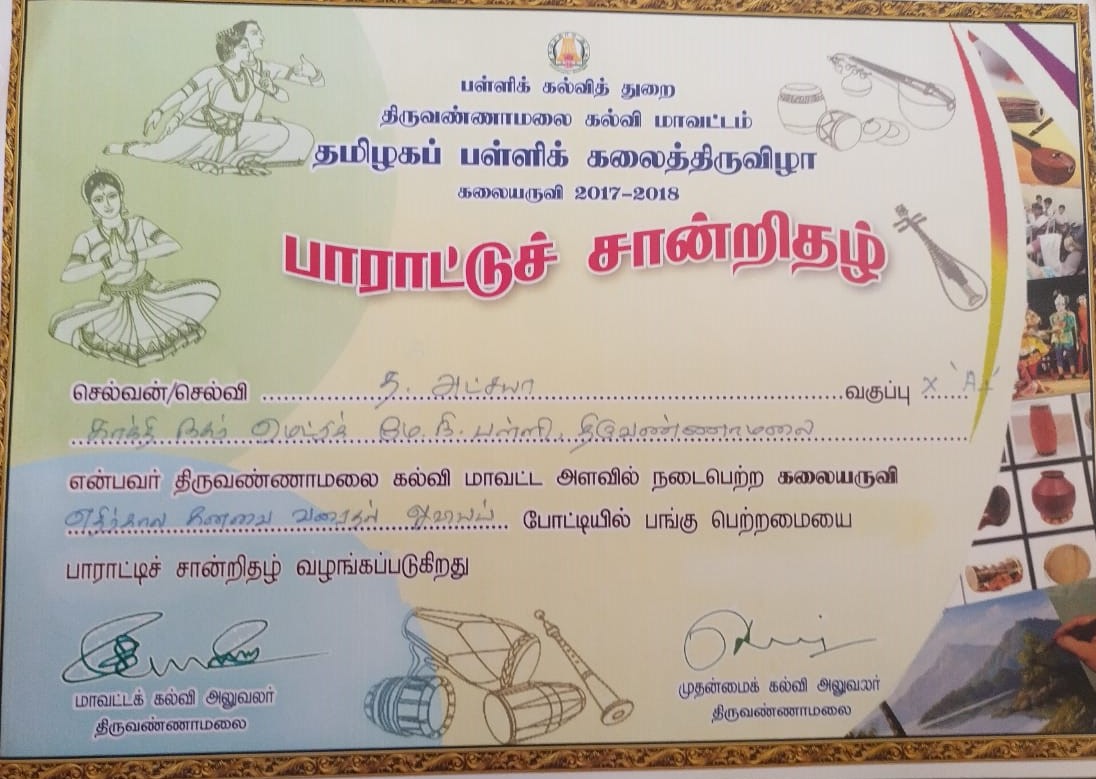 பள்ளிக் கல்வித் துறை
திருவண்ணாமலை கல்வி மாவட்டம்
தமிழகப் பள்ளிக் கலைத்திருவிழா
கலையருவி 2017-2018
பாராட்டுச் சான்றிதழ்
செல்வன்/செல்வி த. அட்சயா வகுப்பு X 'A1'
காந்தி நகர் மெட்ரிக் மே.நி. பள்ளி, திருவண்ணாமலை
என்பவர் திருவண்ணாமலை கல்வி மாவட்ட அளவில் நடைபெற்ற கலையருவி
எதிர்கால கனவை வரைதல் ஓவியம் போட்டியில் பங்கு பெற்றமையை
பாராட்டிச் சான்றிதழ் வழங்கப்படுகிறது
மாவட்டக் கல்வி அலுவலர் முதன்மைக் கல்வி அலுவலர்
திருவண்ணாமலை திருவண்ணாமலை